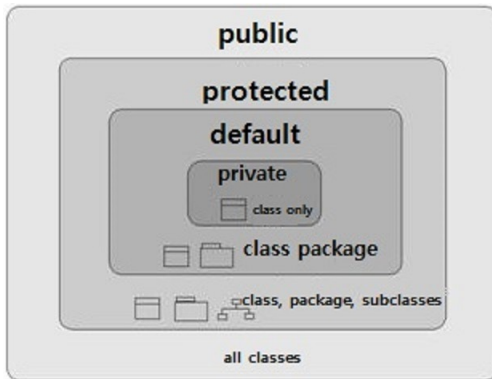 public
protected
default
private
class only
class package
class, package, subclasses
all classes